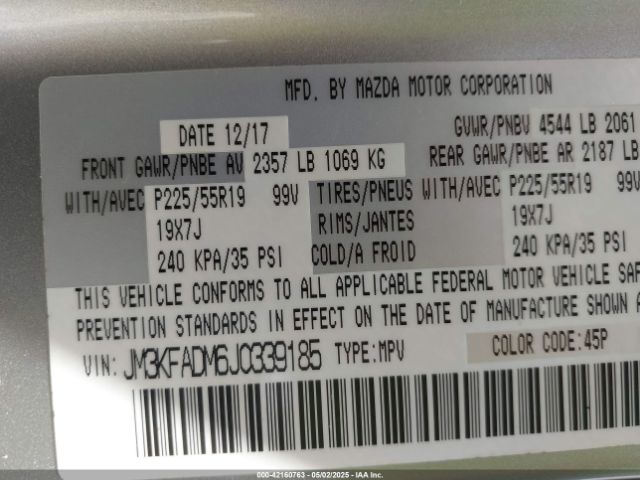 MFD. BY MAZDA MOTOR CORPORATION
DATE 12/17 GVWR/PNBV 4544 LB 2061
FRONT GAWR/PNBE AV 2357 LB 1069 KG REAR GAWR/PNBE AR 2187 LB
WITH/AVEC P225/55R19 99V TIRES/PNEUS WITH/AVEC P225/55R19 99V
19X7J RIMS/JANTES 19X7J
240 KPA/35 PSI COLD/A FROID 240 KPA/35 PSI
THIS VEHICLE CONFORMS TO ALL APPLICABLE FEDERAL MOTOR VEHICLE SAF
PREVENTION STANDARDS IN EFFECT ON THE DATE OF MANUFACTURE SHOWN A
VIN: JM3KFADM6J0339185 TYPE:MPV COLOR CODE:45P
000-42160763 - 05/02/2025 - IAA Inc.